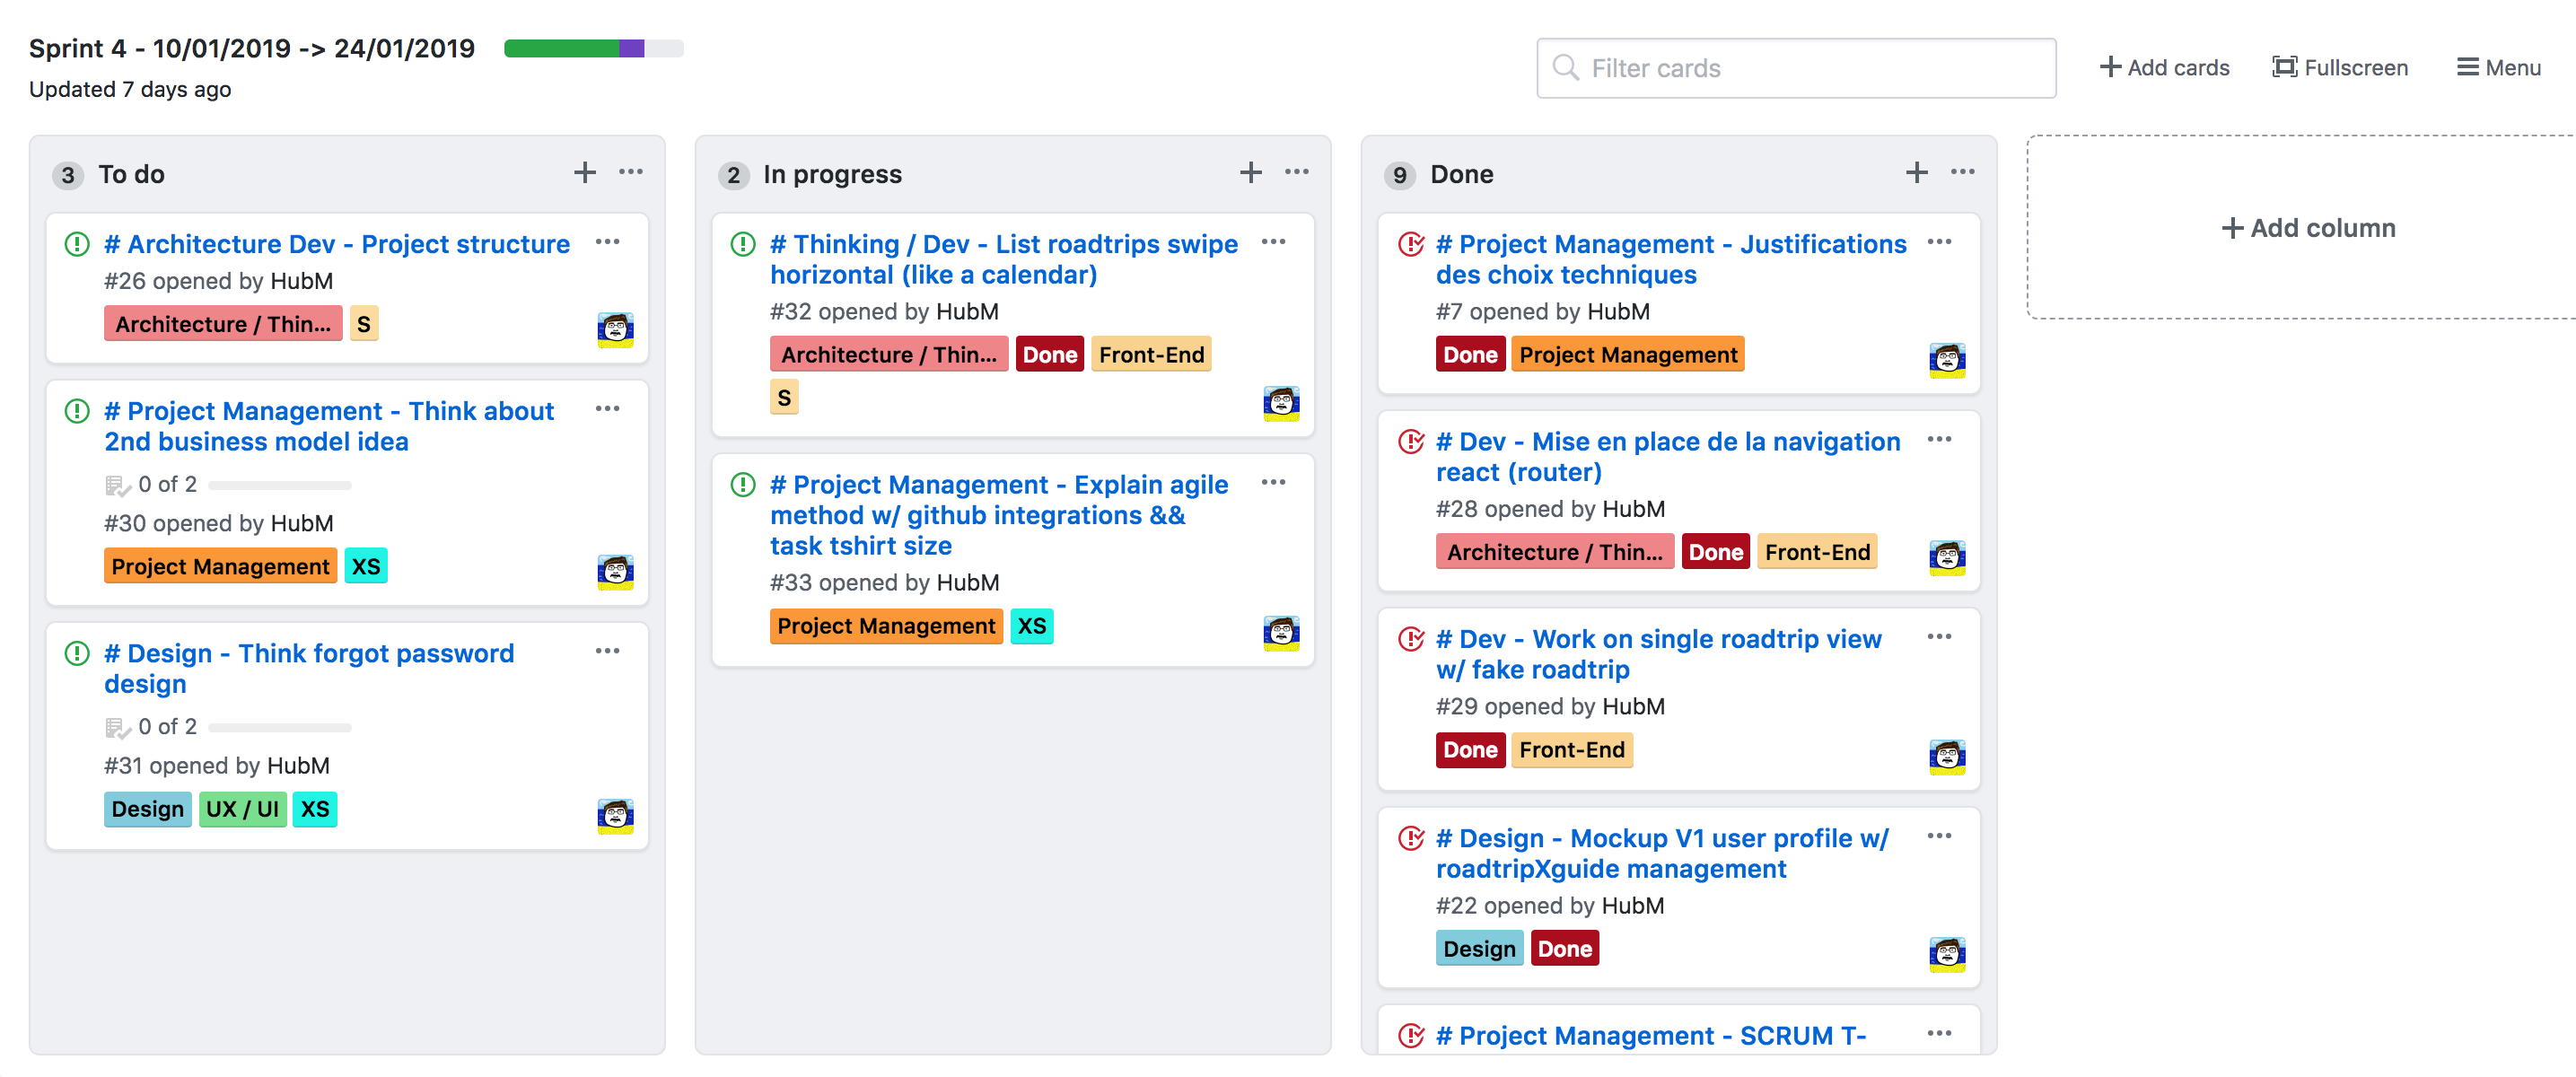 Sprint 4 - 10/01/2019 -> 24/01/2019
Updated 7 days ago
Filter cards
Add cards
Fullscreen
Menu
3 To do
# Architecture Dev - Project structure
#26 opened by HubM
Architecture / Thin... S
# Project Management - Think about
2nd business model idea
0 of 2
#30 opened by HubM
Project Management XS
# Design - Think forgot password
design
0 of 2
#31 opened by HubM
Design UX / UI XS
2 In progress
# Thinking / Dev - List roadtrips swipe
horizontal (like a calendar)
#32 opened by HubM
Architecture / Thin... Done Front-End
S
# Project Management - Explain agile
method w/ github integrations &&
task tshirt size
#33 opened by HubM
Project Management XS
9 Done
# Project Management - Justifications
des choix techniques
#7 opened by HubM
Done Project Management
# Dev - Mise en place de la navigation
react (router)
#28 opened by HubM
Architecture / Thin... Done Front-End
# Dev - Work on single roadtrip view
w/ fake roadtrip
#29 opened by HubM
Done Front-End
# Design - Mockup V1 user profile w/
roadtripXguide management
#22 opened by HubM
Design Done
# Project Management - SCRUM T-
Add column